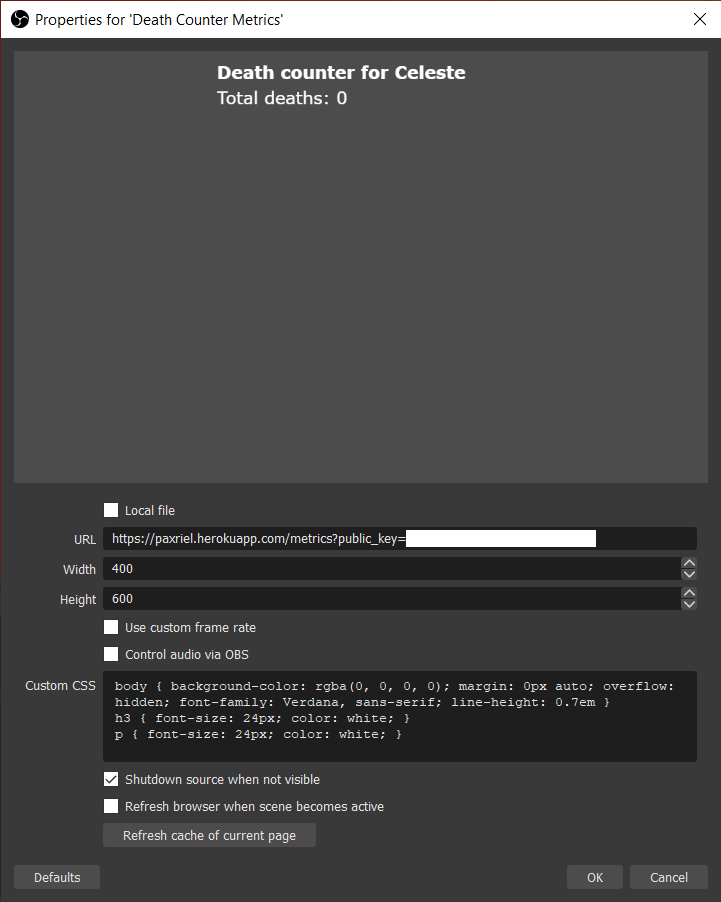 Properties for 'Death Counter Metrics'
Death counter for Celeste
Total deaths: 0
Local file
URL https://paxriel.herokuapp.com/metrics?public_key=
Width 400
Height 600
Use custom frame rate
Control audio via OBS
Custom CSS body { background-color: rgba(0, 0, 0, 0); margin: 0px auto; overflow:
hidden; font-family: Verdana, sans-serif; line-height: 0.7em }
h3 { font-size: 24px; color: white; }
p { font-size: 24px; color: white; }
Shutdown source when not visible
Refresh browser when scene becomes active
Refresh cache of current page
Defaults OK Cancel